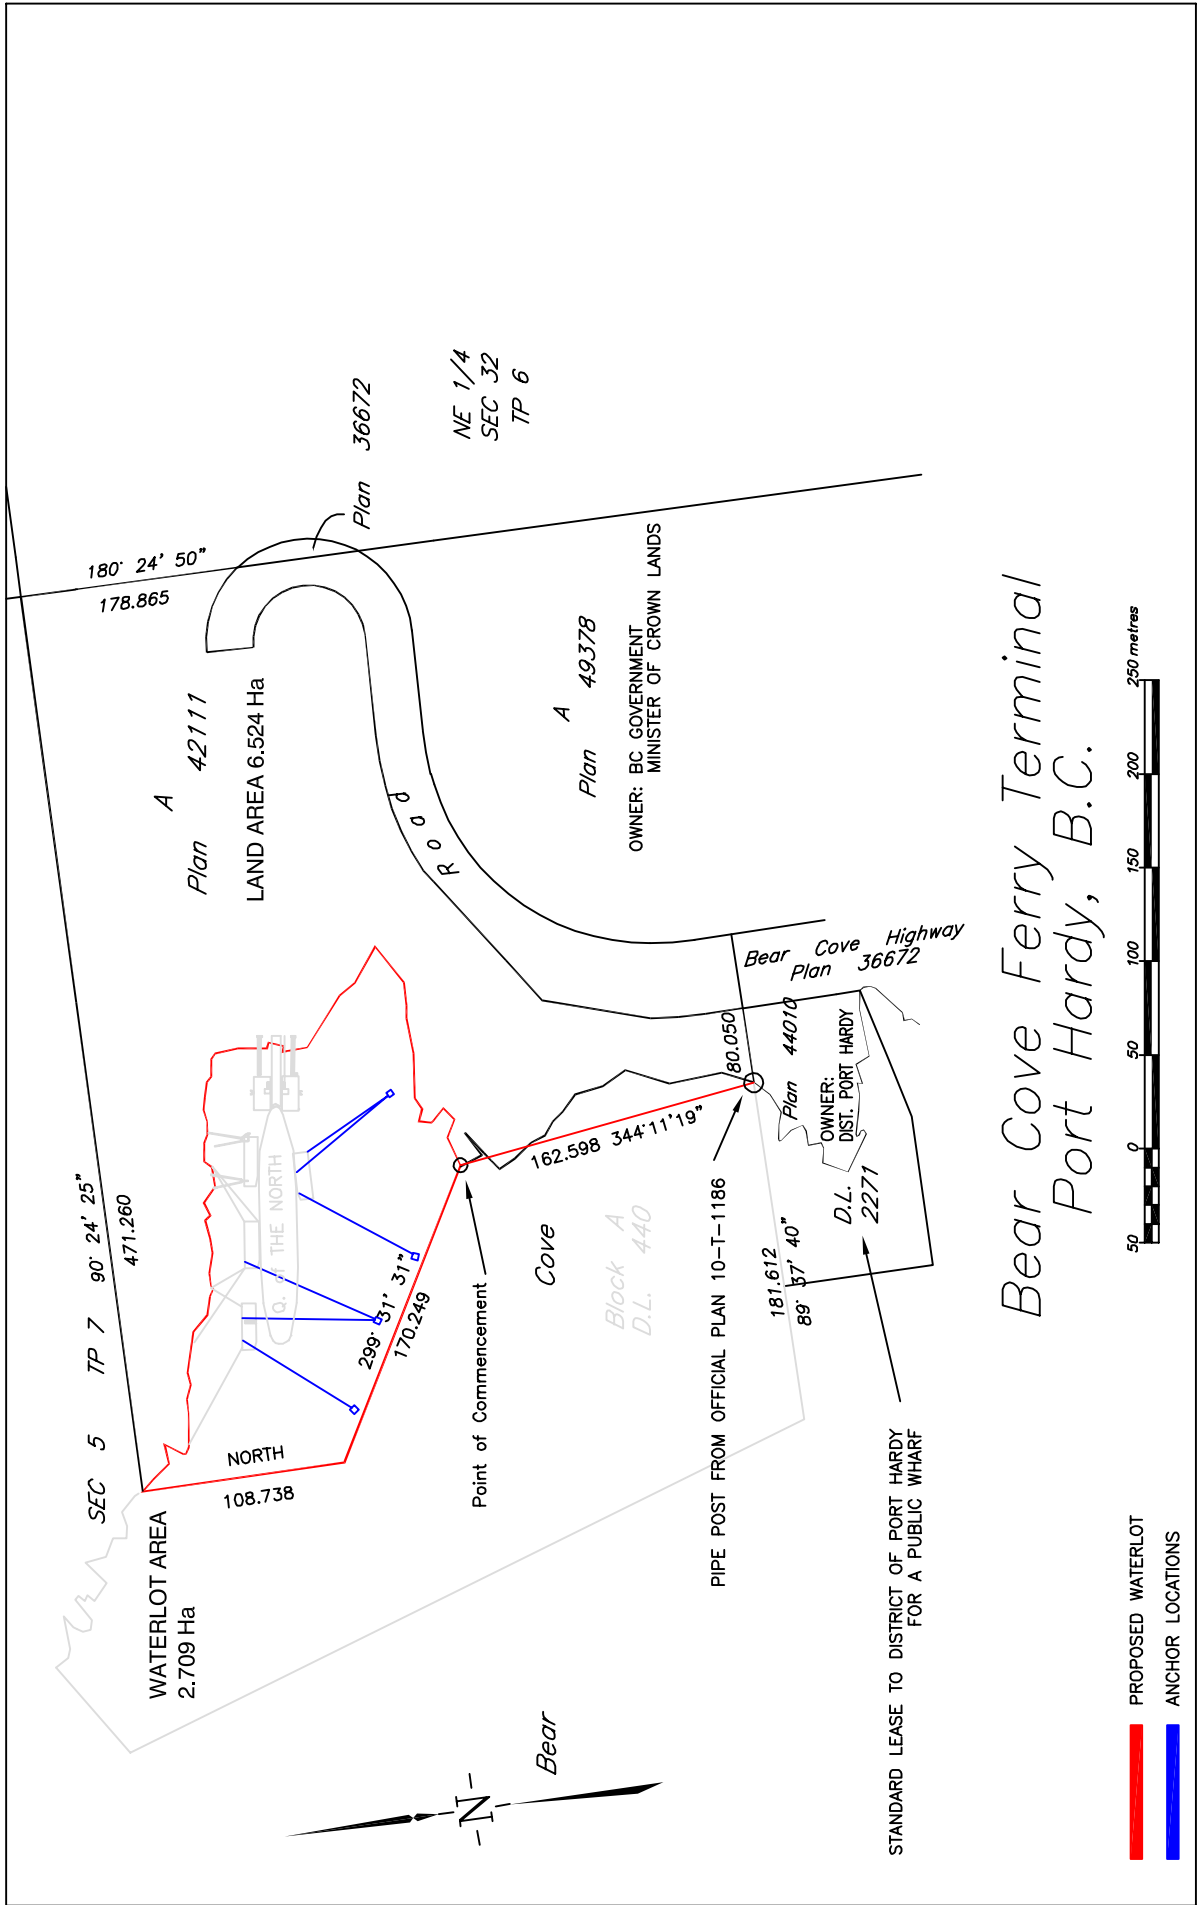 SEC 5 TP 7 90° 24' 25"
471.260
180° 24' 50"
178.865
A
Plan 42111
LAND AREA 6.524 Ha
Plan 36672
NE 1/4
SEC 32
TP 6
WATERLOT AREA
2.709 Ha
NORTH
108.738
Q. of THE NORTH
299° 31' 31"
170.249
Road
A
Plan 49378
OWNER: BC GOVERNMENT
MINISTER OF CROWN LANDS
Point of Commencement
Bear Cove
162.598 344°11'19"
Block A
D.L. 440
-N-
PIPE POST FROM OFFICIAL PLAN 10-T-1186
80.050
Bear Cove Highway
Plan 36672
181.612
89° 37' 40"
Plan 44010
OWNER:
DIST. PORT HARDY
D.L.
2271
STANDARD LEASE TO DISTRICT OF PORT HARDY
FOR A PUBLIC WHARF
Bear Cove Ferry Terminal
Port Hardy, B.C.
50 0 50 100 150 200 250 metres
PROPOSED WATERLOT
ANCHOR LOCATIONS